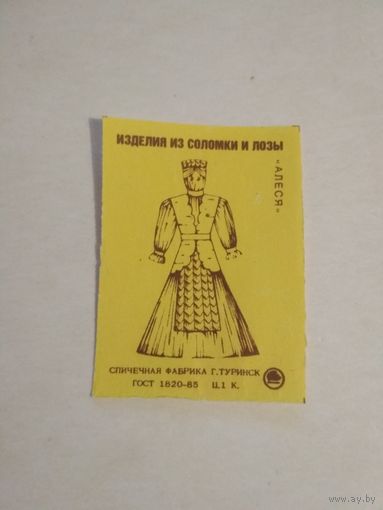 ИЗДЕЛИЯ ИЗ СОЛОМКИ И ЛОЗЫ
«АЛЕСЯ»
СПИЧЕЧНАЯ ФАБРИКА Г.ТУРИНСК
ГОСТ 1820-85 Ц.1 К.
www.ay.by